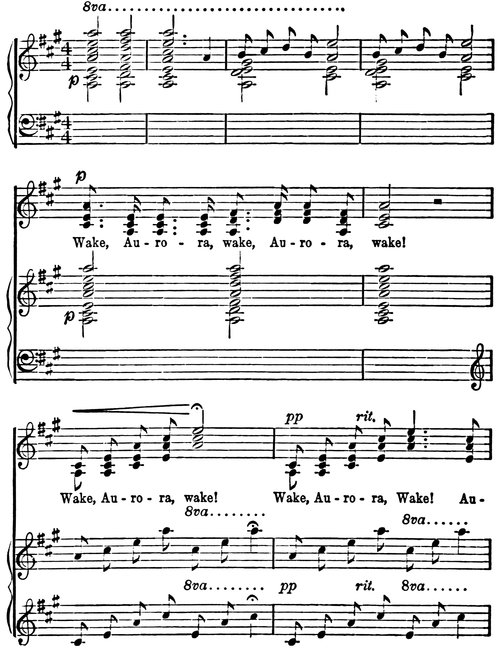 8va
p
p
Wake, Au-ro-ra, wake, Au-ro-ra, wake!
p
pp rit.
Wake, Au-ro-ra, wake! Wake, Au-ro-ra, Wake! Au-
8va 8va
8va pp rit. 8va